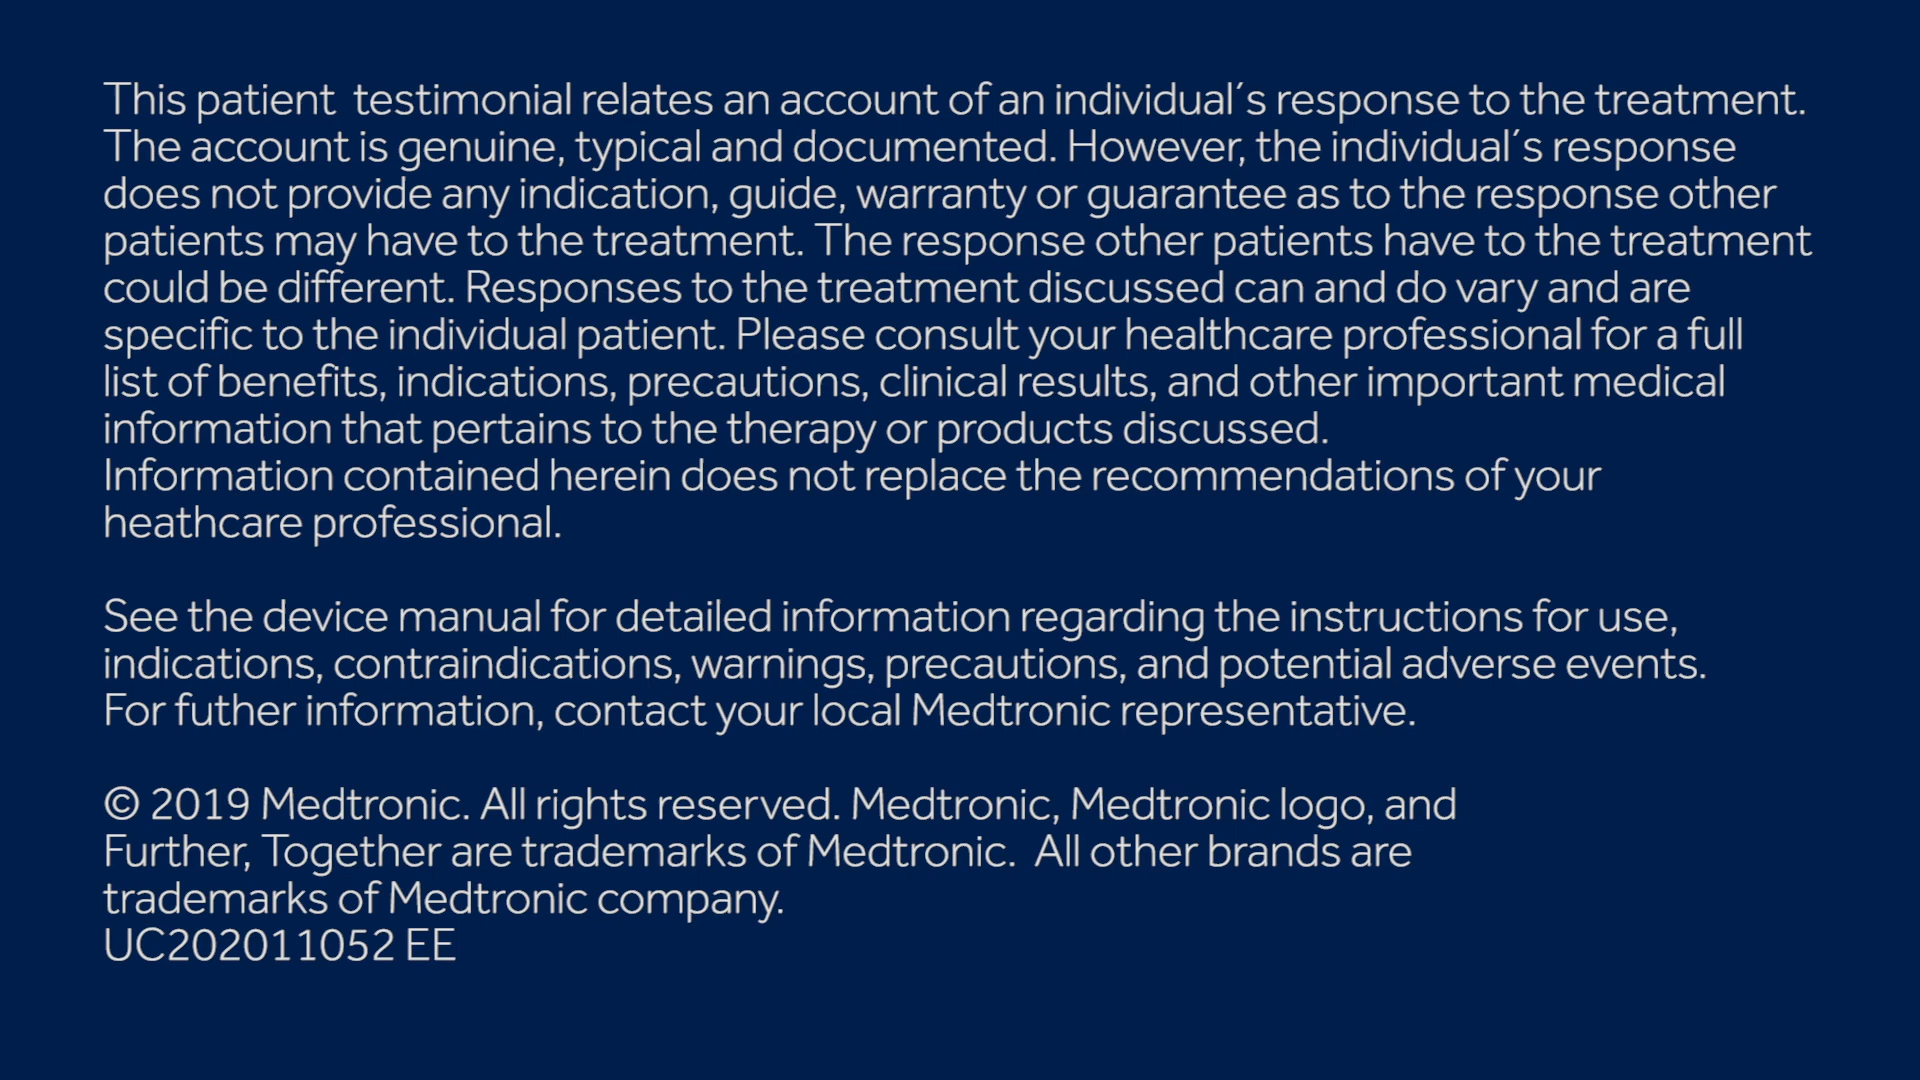 This patient  testimonial relates an account of an individual´s response to the treatment.
The account is genuine, typical and documented. However, the individual´s response
does not provide any indication, guide, warranty or guarantee as to the response other
patients may have to the treatment. The response other patients have to the treatment
could be different. Responses to the treatment discussed can and do vary and are
specific to the individual patient. Please consult your healthcare professional for a full
list of benefits, indications, precautions, clinical results, and other important medical
information that pertains to the therapy or products discussed.
Information contained herein does not replace the recommendations of your
heathcare professional.
See the device manual for detailed information regarding the instructions for use,
indications, contraindications, warnings, precautions, and potential adverse events.
For futher information, contact your local Medtronic representative.
© 2019 Medtronic. All rights reserved. Medtronic, Medtronic logo, and
Further, Together are trademarks of Medtronic.  All other brands are
trademarks of Medtronic company.
UC202011052 EE